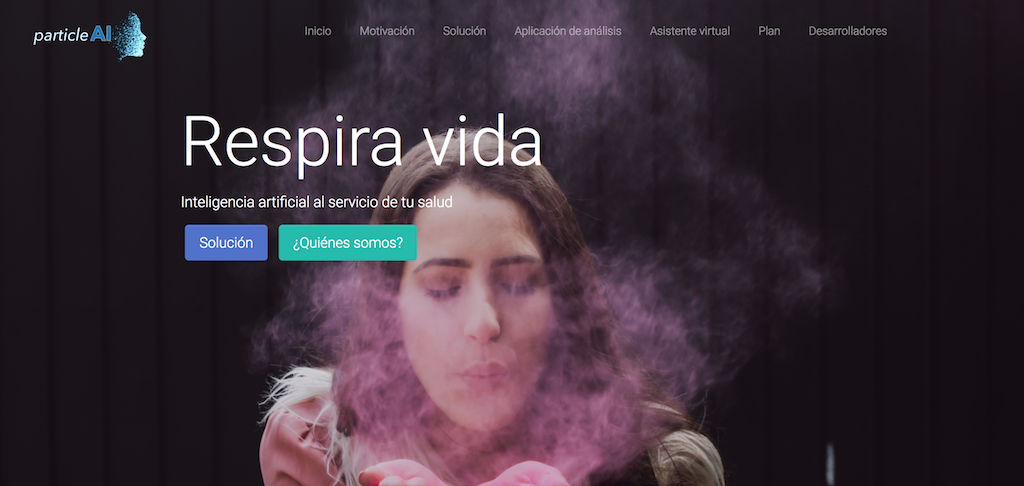 particle AI
Inicio
Motivación
Solución
Aplicación de análisis
Asistente virtual
Plan
Desarrolladores
Respira vida
Inteligencia artificial al servicio de tu salud
Solución
¿Quiénes somos?